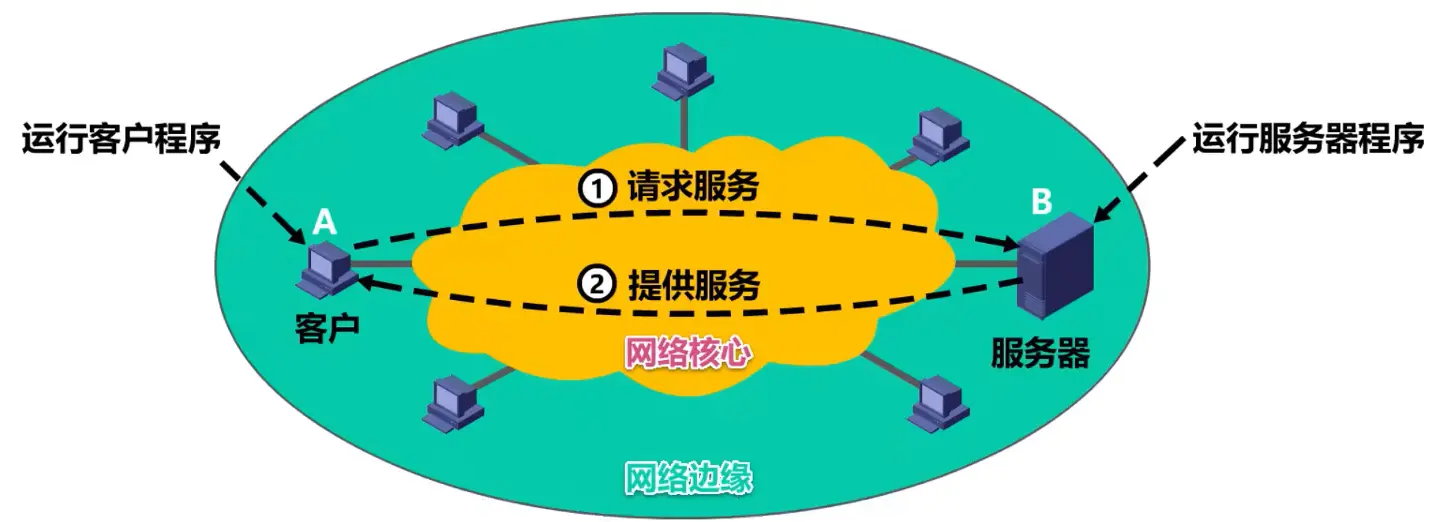 运行客户程序
运行服务器程序
A
B
① 请求服务
② 提供服务
客户
服务器
网络核心
网络边缘